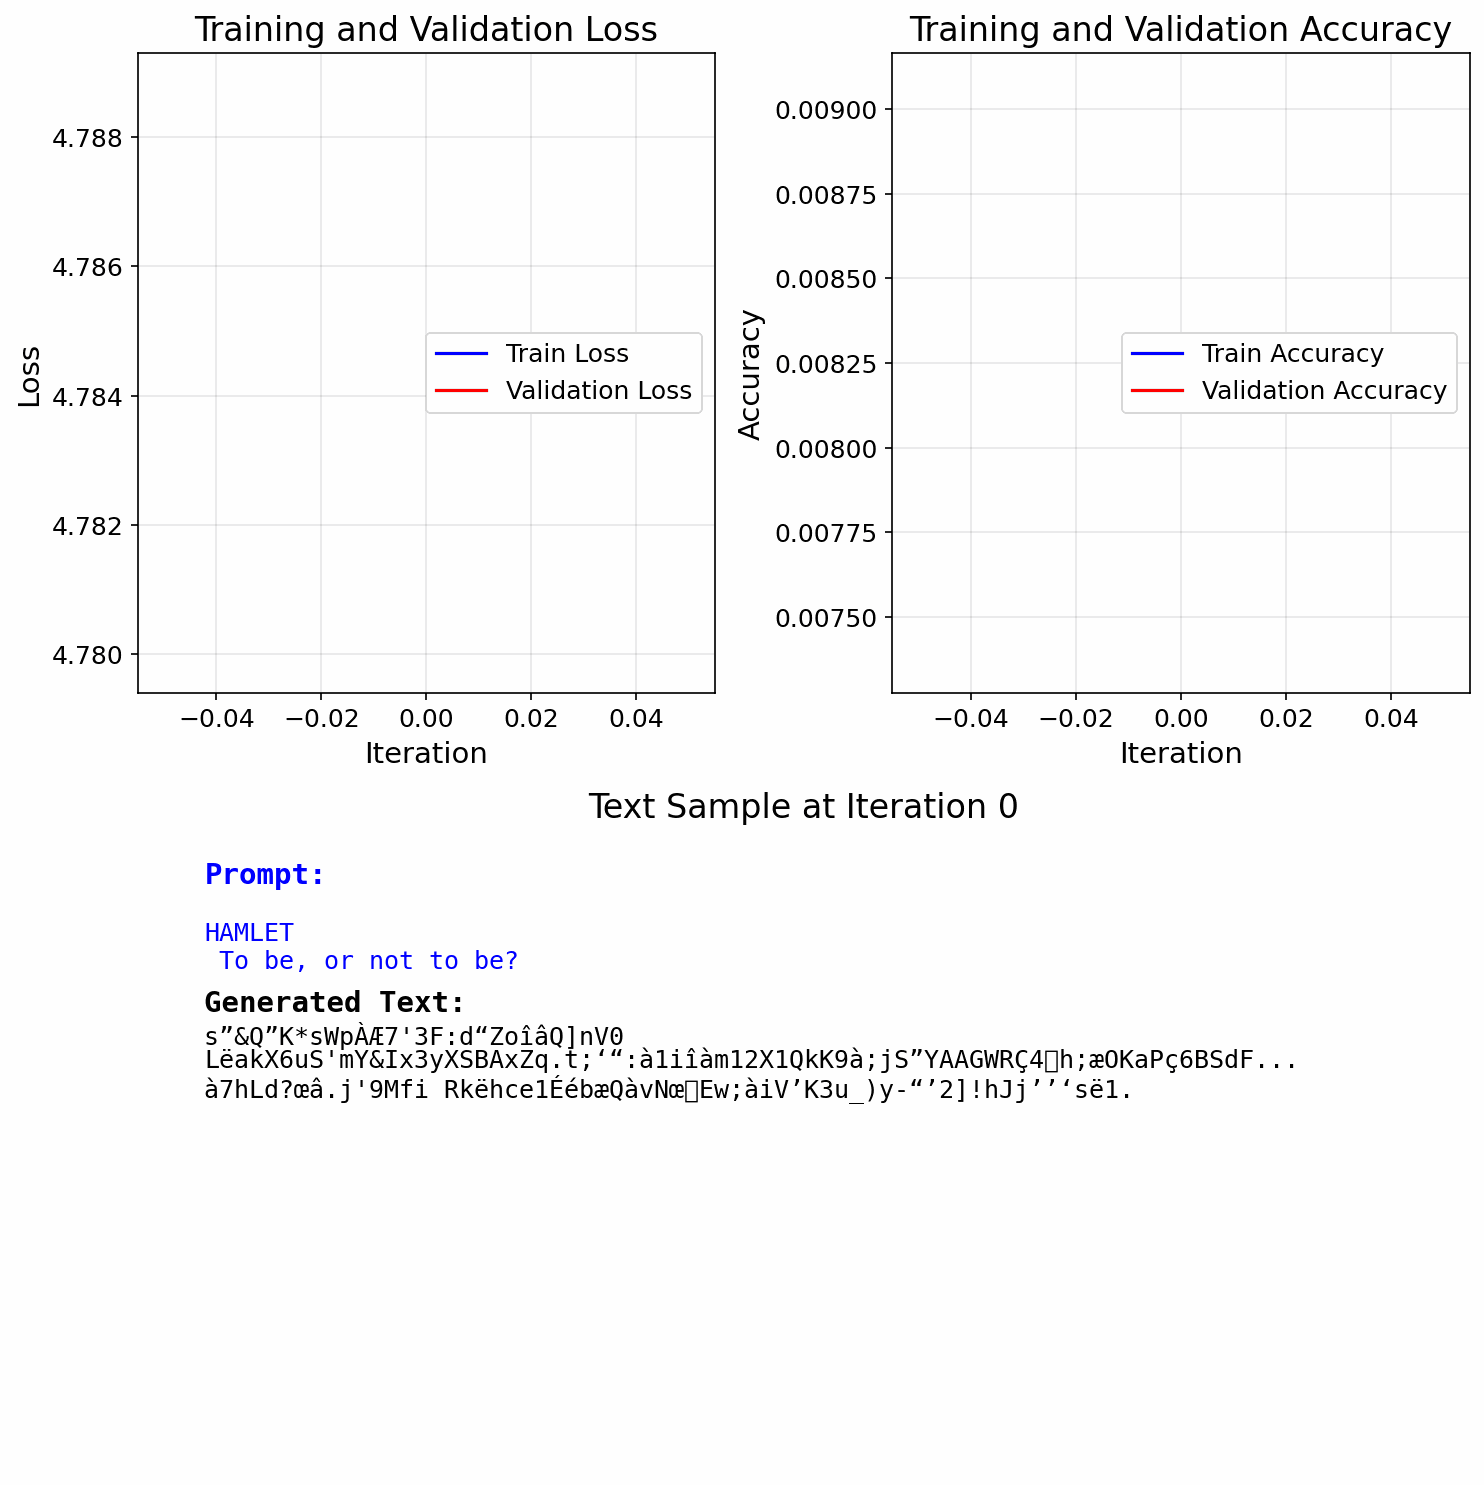 Training and Validation Loss
4.788
4.786
4.784
4.782
4.780
Loss
Train Loss
Validation Loss
−0.04 −0.02 0.00 0.02 0.04
Iteration
Training and Validation Accuracy
0.00900
0.00875
0.00850
0.00825
0.00800
0.00775
0.00750
Accuracy
Train Accuracy
Validation Accuracy
−0.04 −0.02 0.00 0.02 0.04
Iteration
Text Sample at Iteration 0
Prompt:
HAMLET
To be, or not to be?
Generated Text:
s”&Q”K*sWpÀÆ7'3F:d“ZoîâQ]nV0
LëakX6uS'mY&Ix3yXSBAxZq.t;‘“:à1iîàm12X1QkK9à;jS”YAAGWRÇ4▯h;æOKaPç6BSdF...
à7hLd?œâ.j'9Mfi Rkëhce1ÉébæQàvNœ▯Ew;àiV’K3u_)y-“’2]!hJj’’‘së1.